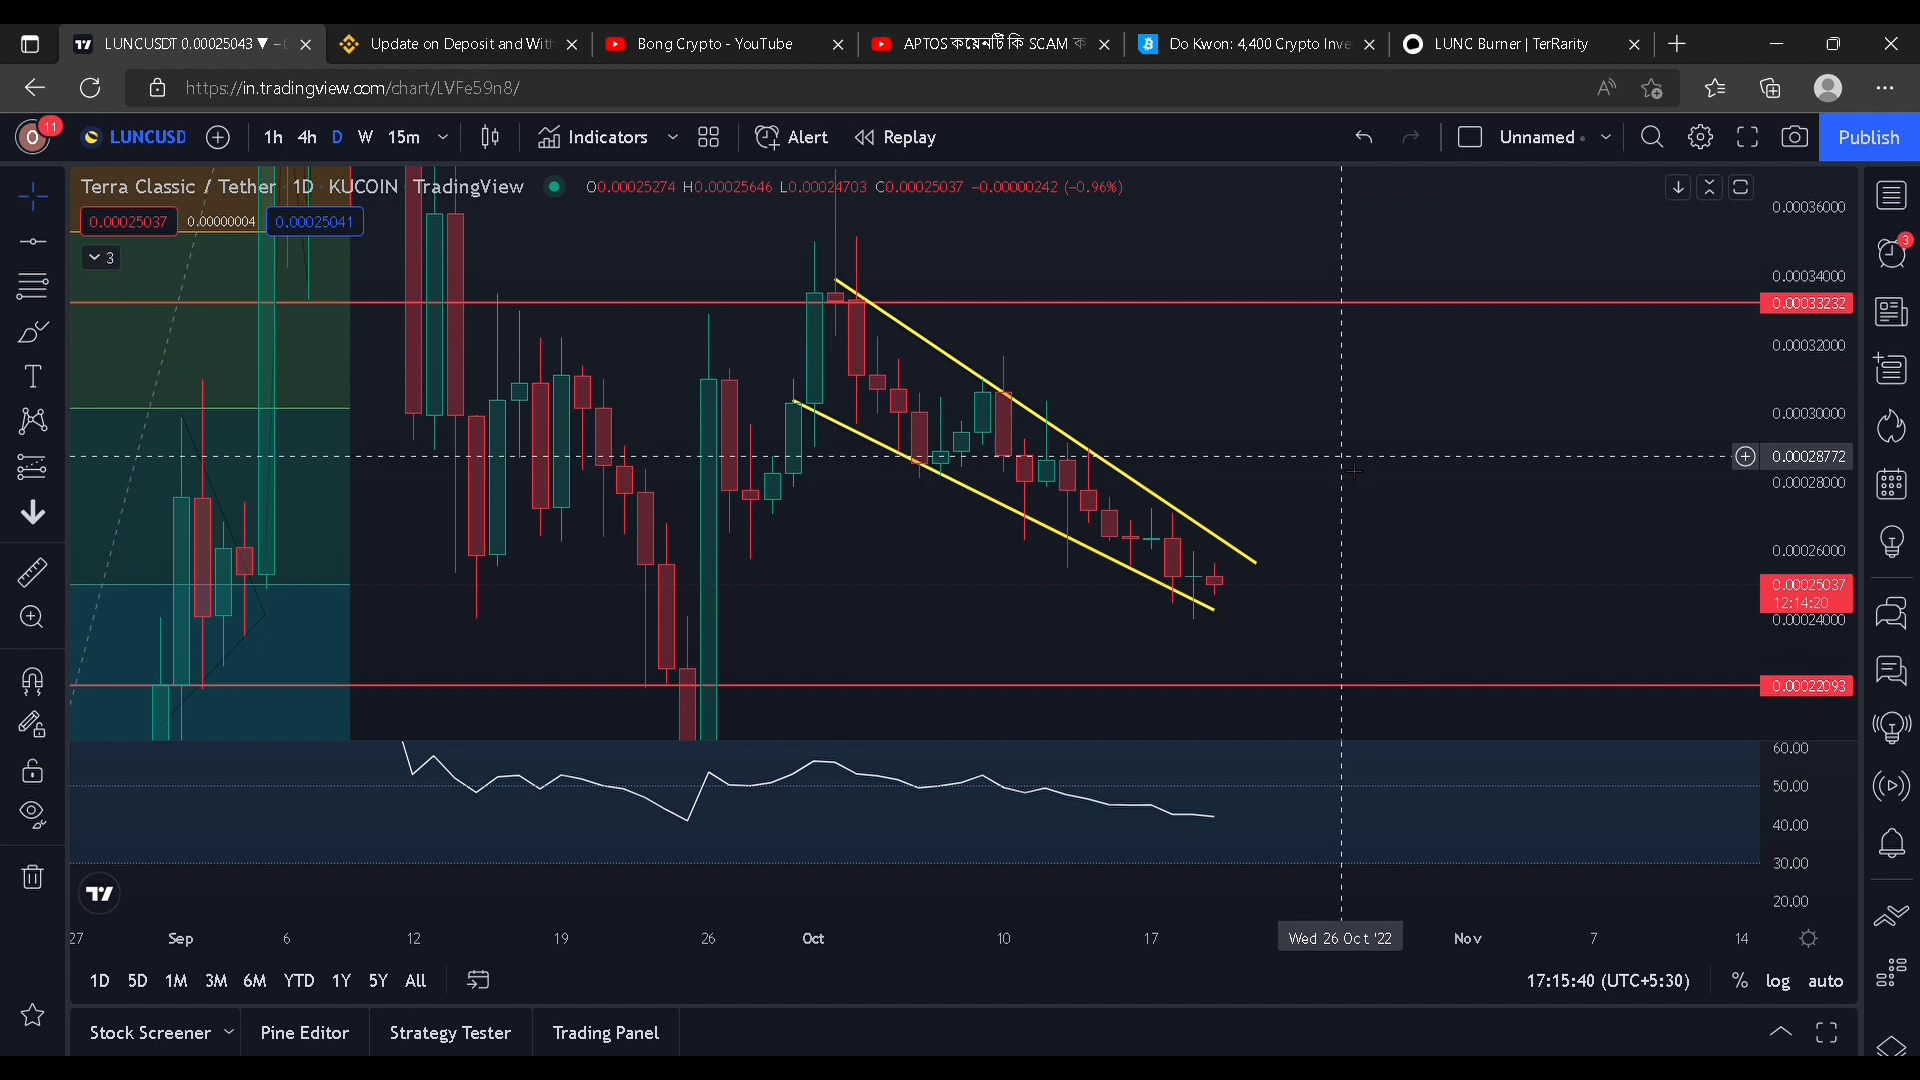 LUNCUSDT 0.00025043 ▼
Update on Deposit and Wit
Bong Crypto - YouTube
APTOS কয়েনটি কি SCAM ক
Do Kwon: 4,400 Crypto Inve
LUNC Burner | TerRarity
https://in.tradingview.com/chart/LVFe59n8/
O 11 LUNCUSD 1h 4h D W 15m Indicators Alert Replay Unnamed Publish
Terra Classic / Tether 1D KUCOIN TradingView O0.00025274 H0.00025646 L0.00024703 C0.00025037 −0.00000242 (−0.96%)
0.00025037 0.00000004 0.00025041
3
3
0.00036000
0.00034000
0.00033232
0.00032000
0.00030000
0.00028772
0.00028000
0.00026000
0.00025037
12:14:20
0.00024000
0.00022093
60.00
50.00
40.00
30.00
20.00
27 Sep 6 12 19 26 Oct 10 17 Wed 26 Oct '22 Nov 7 14
1D 5D 1M 3M 6M YTD 1Y 5Y All 17:15:40 (UTC+5:30) % log auto
Stock Screener Pine Editor Strategy Tester Trading Panel